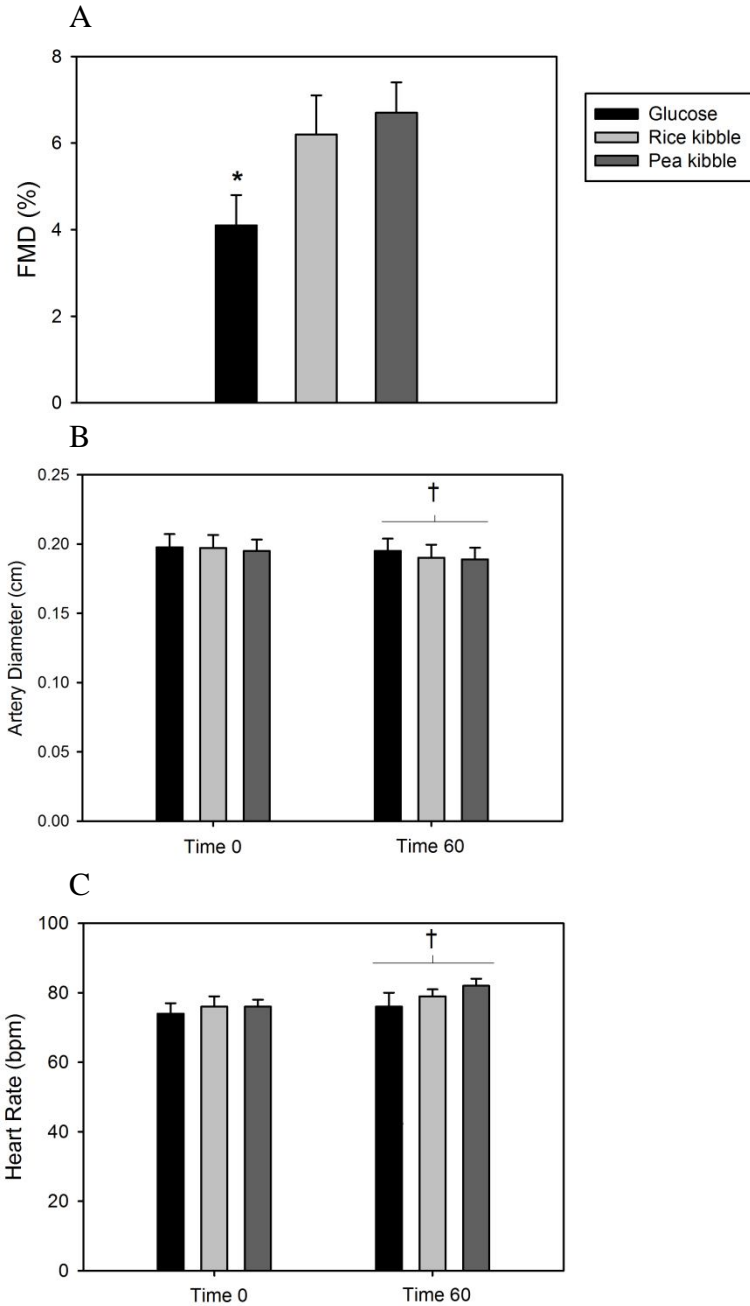 A
8
6
4
2
0
FMD (%)
*
Glucose
Rice kibble
Pea kibble
B
0.25
0.20
0.15
0.10
0.05
0.00
Artery Diameter (cm)
†
Time 0 Time 60
C
100
80
60
40
20
0
Heart Rate (bpm)
†
Time 0 Time 60